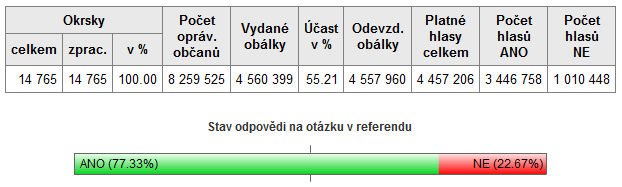 Okrsky
celkem zprac. v %
Počet opráv. občanů
Vydané obálky
Účast v %
Odevzd. obálky
Platné hlasy celkem
Počet hlasů ANO
Počet hlasů NE
14 765 14 765 100.00 8 259 525 4 560 399 55.21 4 557 960 4 457 206 3 446 758 1 010 448
Stav odpovědi na otázku v referendu
ANO (77.33%) NE (22.67%)